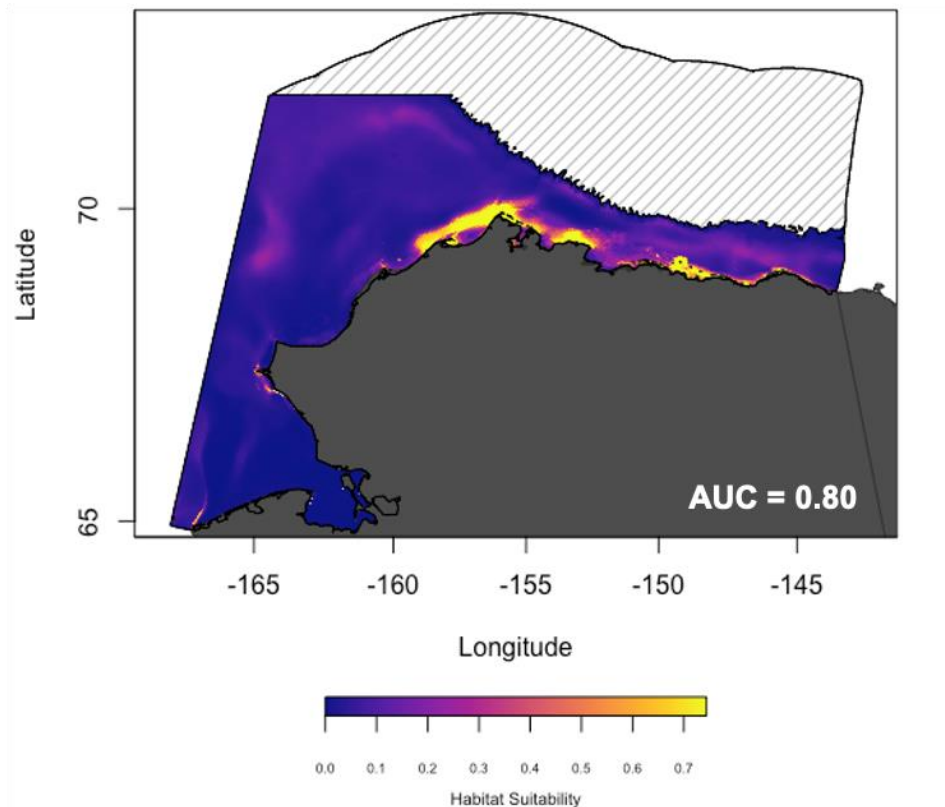 70
65
Latitude
AUC = 0.80
-165 -160 -155 -150 -145
Longitude
0.0 0.1 0.2 0.3 0.4 0.5 0.6 0.7
Habitat Suitability